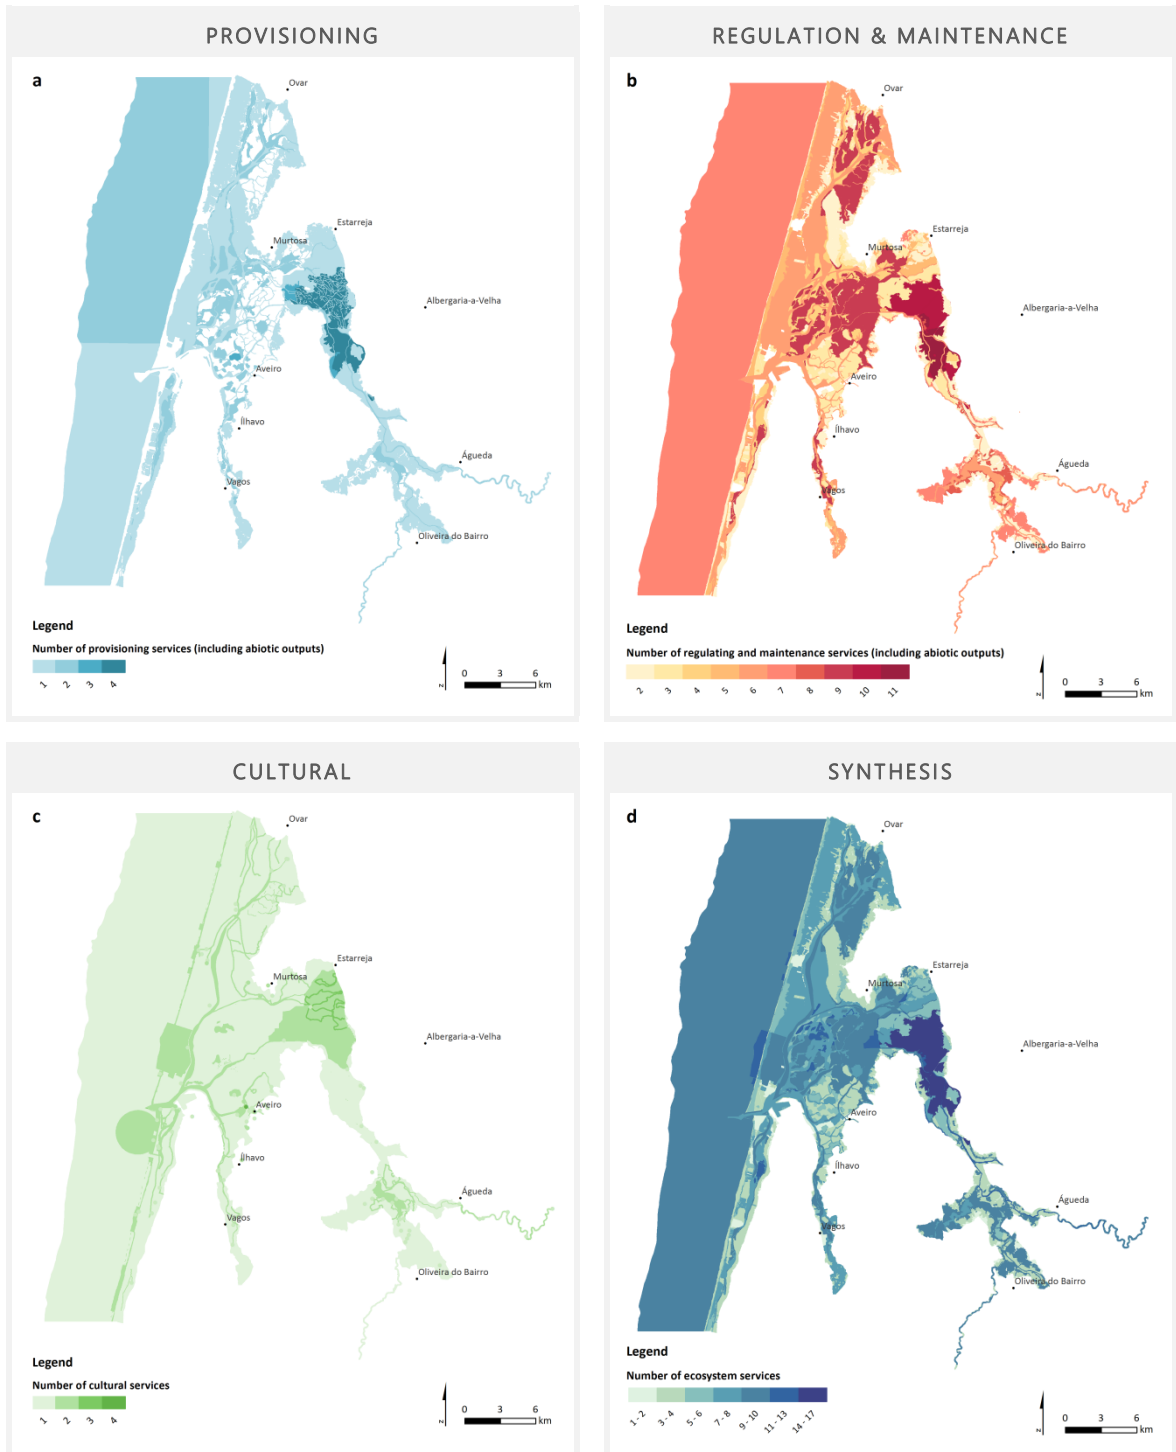 PROVISIONING
a
Ovar
Estarreja
Murtosa
Albergaria-a-Velha
Aveiro
Ílhavo
Águeda
Vagos
Oliveira do Bairro
Legend
Number of provisioning services (including abiotic outputs)
1 2 3 4
N
0 3 6
km
REGULATION & MAINTENANCE
b
Ovar
Estarreja
Murtosa
Albergaria-a-Velha
Aveiro
Ílhavo
Águeda
Vagos
Oliveira do Bairro
Legend
Number of regulating and maintenance services (including abiotic outputs)
2 3 4 5 6 7 8 9 10 11
N
0 3 6
km
CULTURAL
c
Ovar
Estarreja
Murtosa
Albergaria-a-Velha
Aveiro
Ílhavo
Águeda
Vagos
Oliveira do Bairro
Legend
Number of cultural services
1 2 3 4
N
0 3 6
km
SYNTHESIS
d
Ovar
Estarreja
Murtosa
Albergaria-a-Velha
Aveiro
Ílhavo
Águeda
Vagos
Oliveira do Bairro
Legend
Number of ecosystem services
1 - 2 3 - 4 5 - 6 7 - 8 9 - 10 11 - 13 14 - 17
N
0 3 6
km